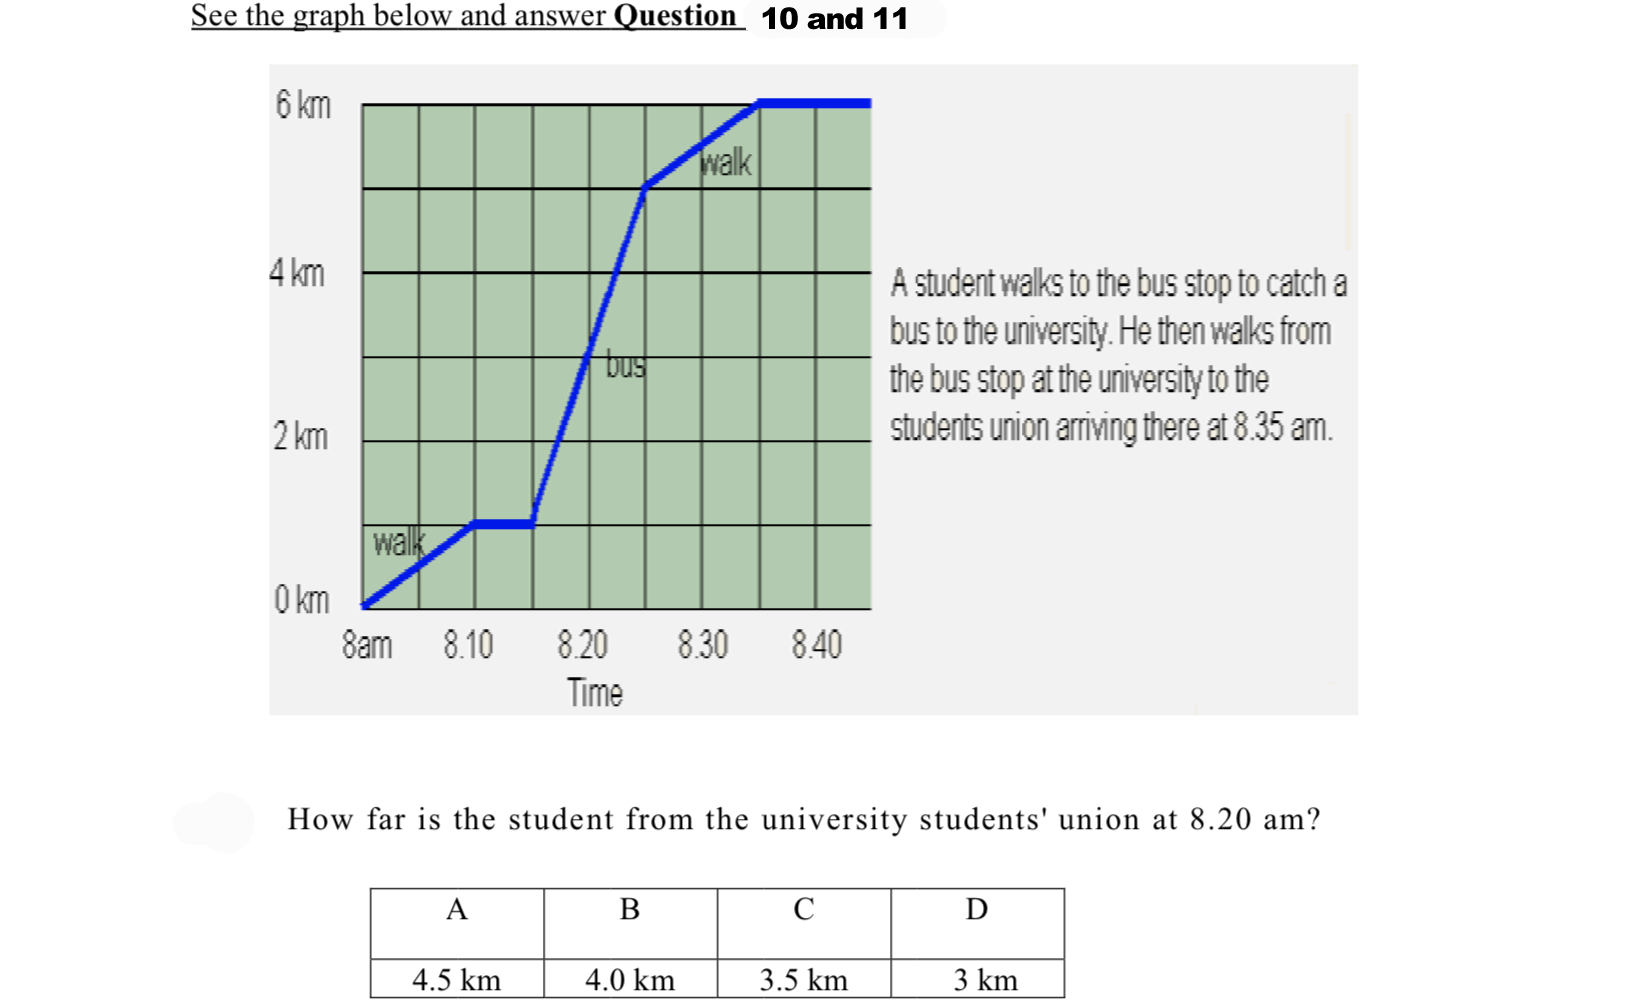 See the graph below and answer Question 10 and 11
6 km
walk
4 km
A student walks to the bus stop to catch a
bus to the university. He then walks from
bus
the bus stop at the university to the
2 km
students union arriving there at 8.35 am.
walk
0 km
8am 8.10 8.20 8.30 8.40
Time
How far is the student from the university students' union at 8.20 am?
A B C D
4.5 km 4.0 km 3.5 km 3 km